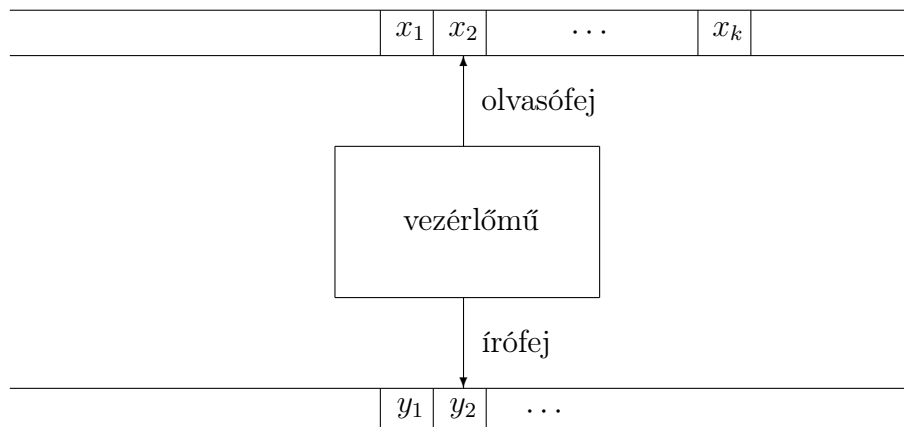 x₁ x₂ ... xₖ
olvasófej
vezérlőmű
írófej
y₁ y₂ ...